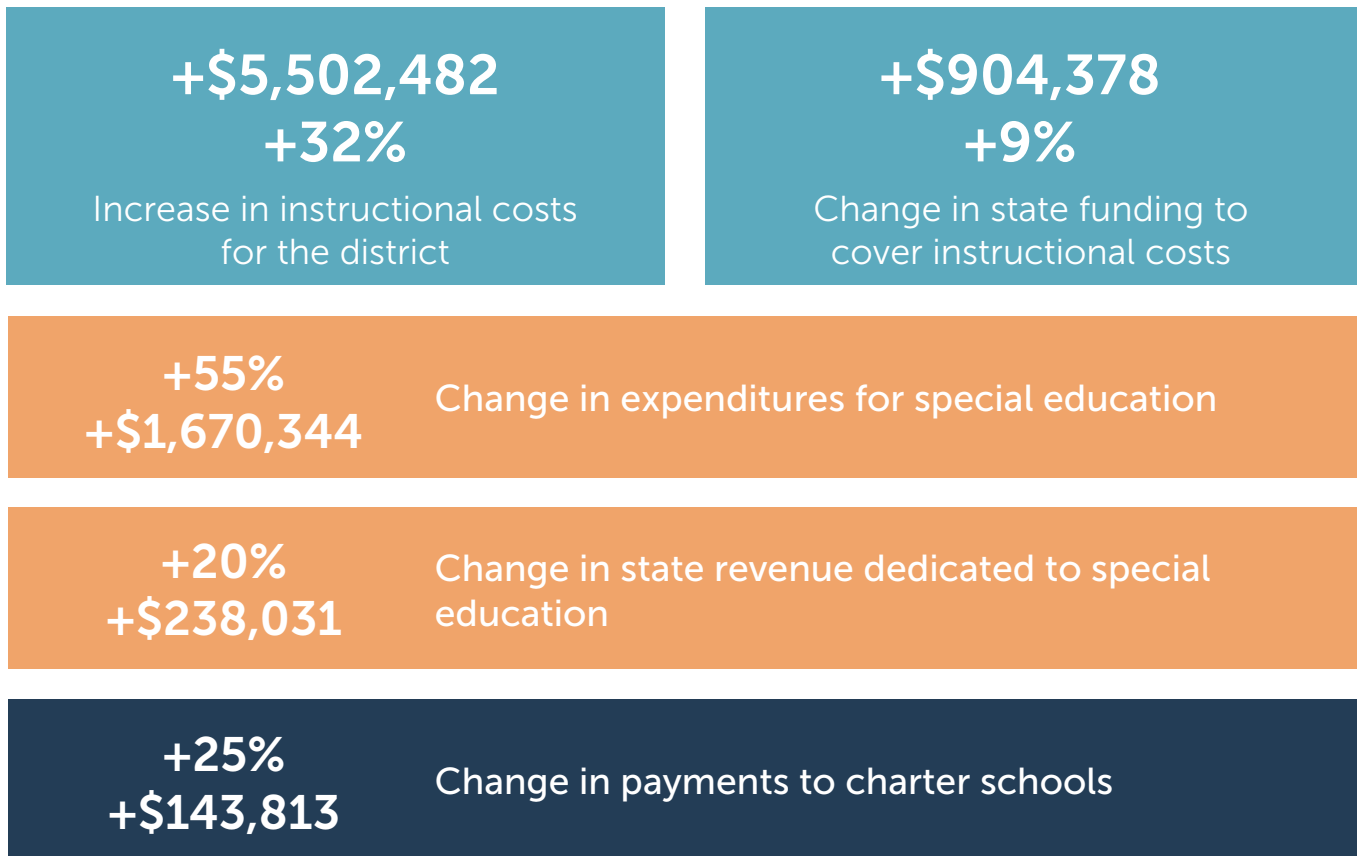 +$5,502,482
+32%
Increase in instructional costs
for the district
+$904,378
+9%
Change in state funding to
cover instructional costs
+55%
+$1,670,344
Change in expenditures for special education
+20%
+$238,031
Change in state revenue dedicated to special
education
+25%
+$143,813
Change in payments to charter schools